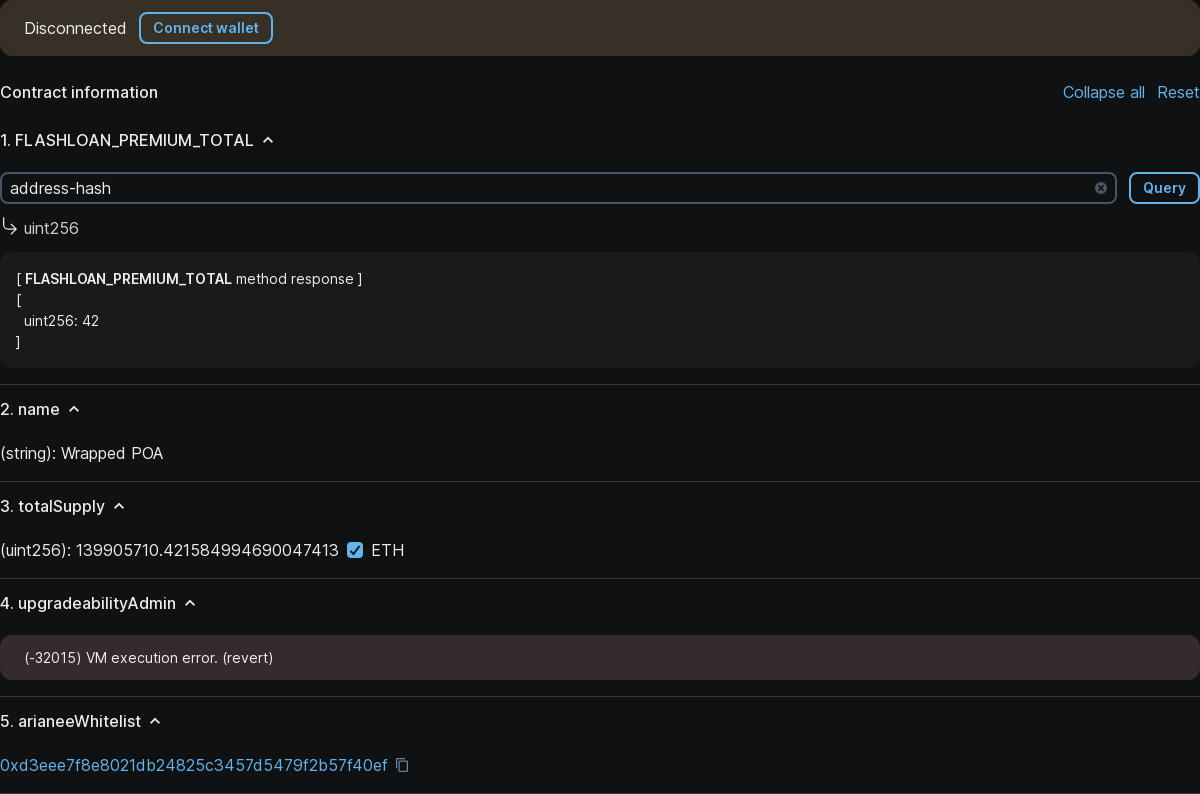 Disconnected Connect wallet
Contract information Collapse all Reset
1. FLASHLOAN_PREMIUM_TOTAL
address-hash Query
uint256
[ FLASHLOAN_PREMIUM_TOTAL method response ]
[
uint256: 42
]
2. name
(string): Wrapped POA
3. totalSupply
(uint256): 139905710.421584994690047413 ETH
4. upgradeabilityAdmin
(-32015) VM execution error. (revert)
5. arianeeWhitelist
0xd3eee7f8e8021db24825c3457d5479f2b57f40ef